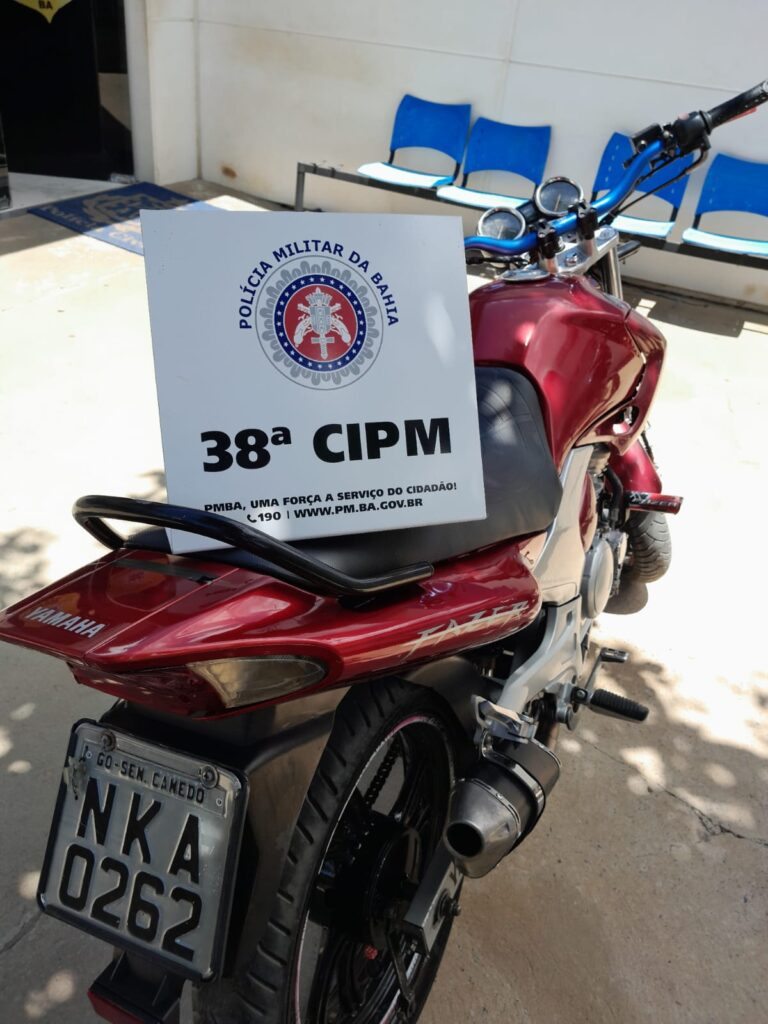 BA
POLÍCIA MILITAR DA BAHIA
38ª CIPM
PMBA, UMA FORÇA A SERVIÇO DO CIDADÃO!
190 | WWW.PM.BA.GOV.BR
YAMAHA
FAZER
GO-SEN. CANEDO
NKA
0262